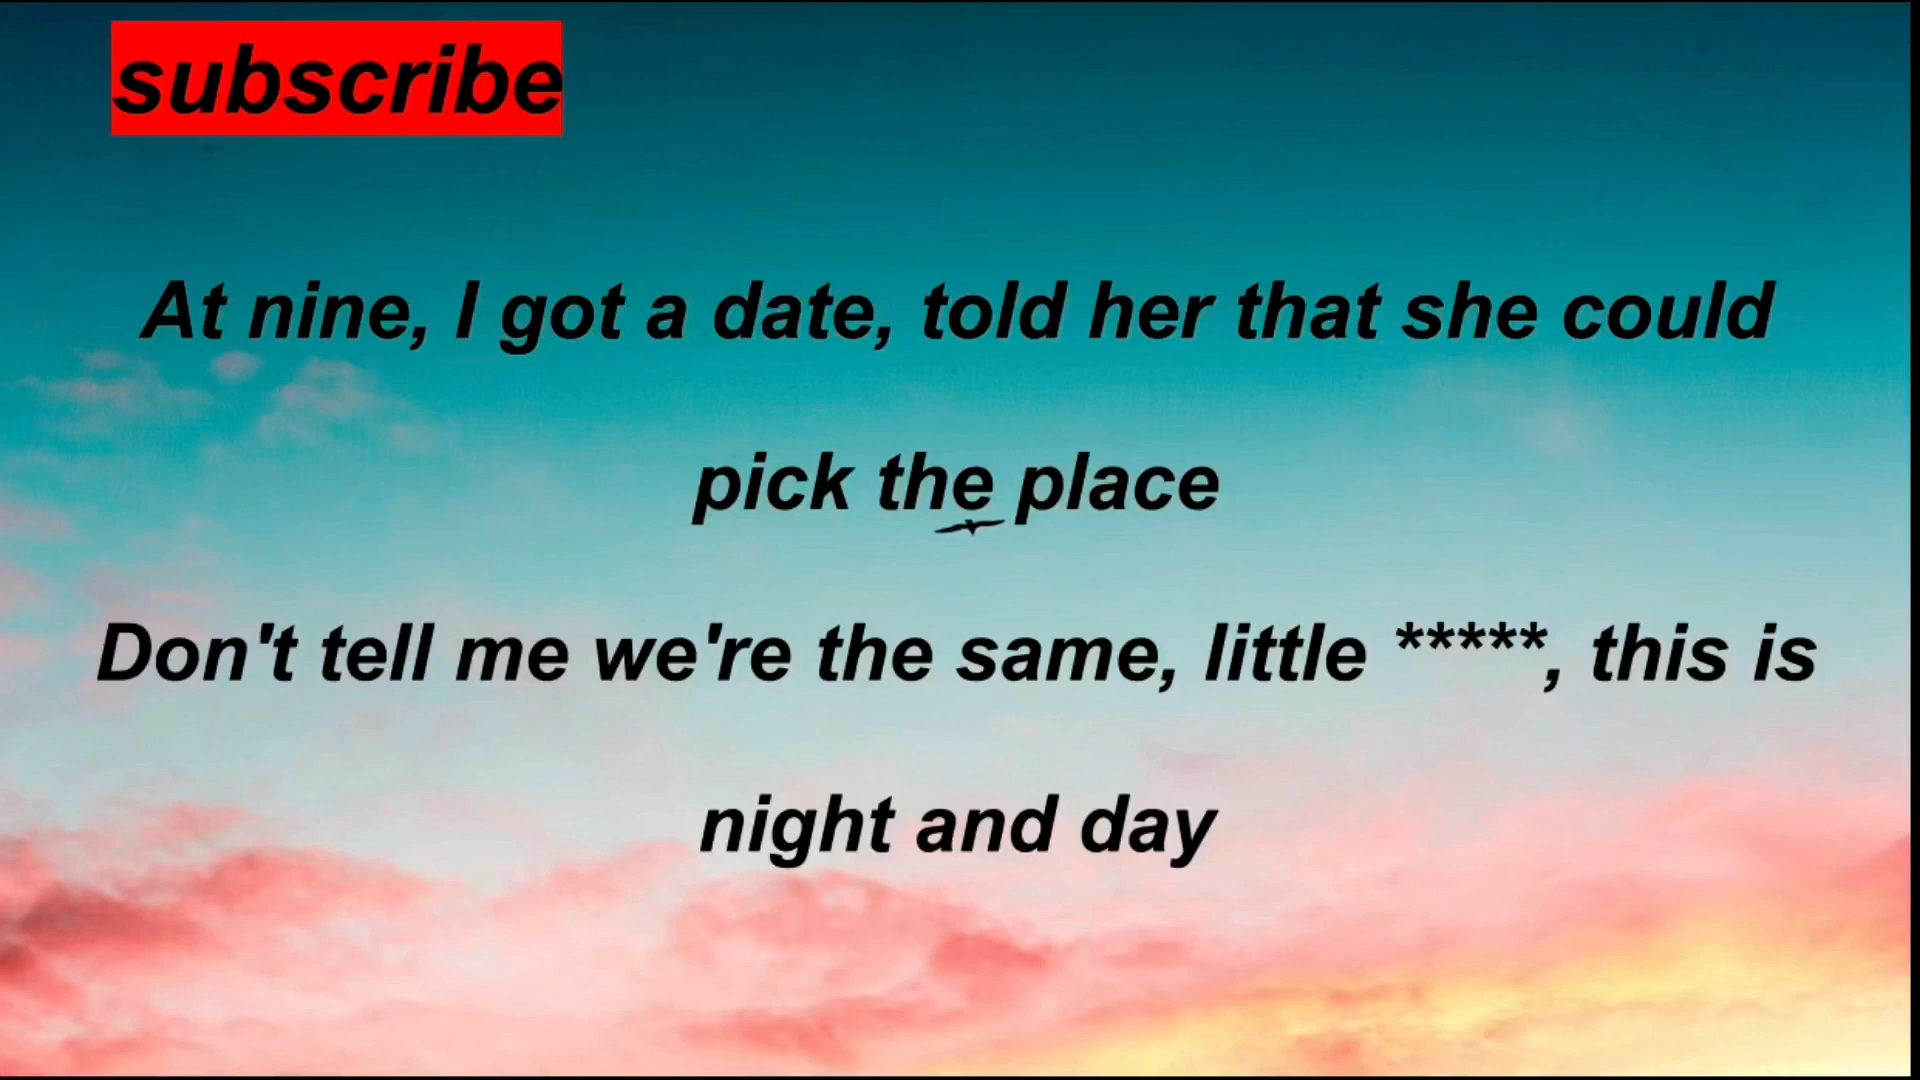 subscribe
At nine, I got a date, told her that she could
pick the place
Don't tell me we're the same, little *****, this is
night and day